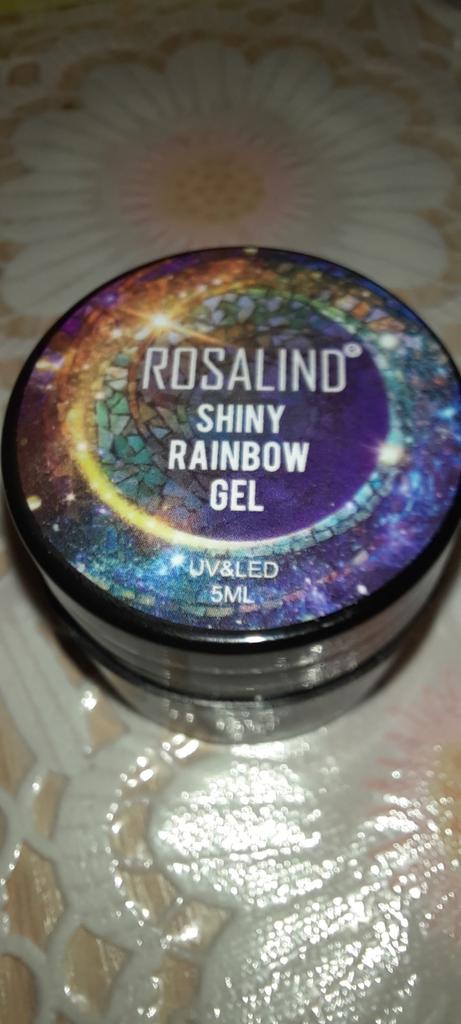 ROSALIND®
SHINY
RAINBOW
GEL
UV&LED
5ML